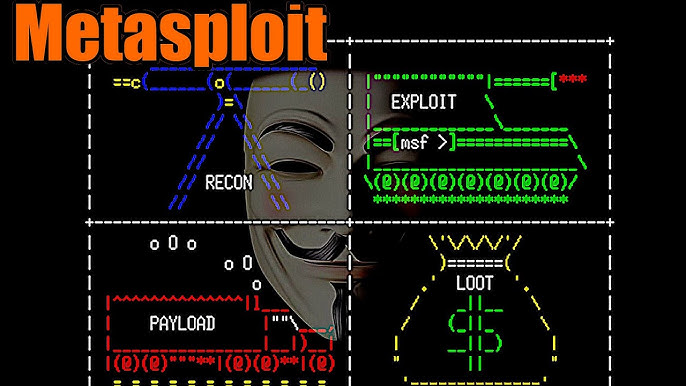 Metasploit
EXPLOIT
==[msf >]
RECON
LOOT
PAYLOAD